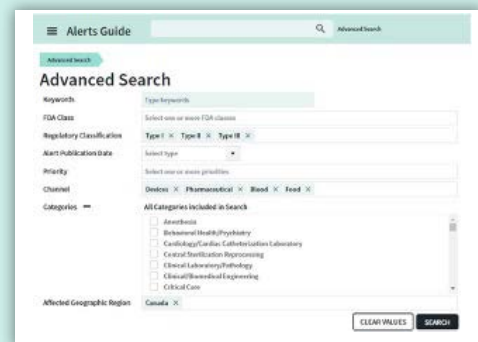 Alerts Guide
Advanced Search
Advanced Search
Advanced Search
Keywords Type keywords
FDA Class Select one or more FDA classes
Regulatory Classification Type I × Type II × Type III ×
Alert Publication Date Select type
Priority Select one or more priorities
Channel Devices × Pharmaceutical × Blood × Food ×
Categories All Categories included in Search
Anesthesia
Behavioral Health/Psychiatry
Cardiology/Cardiac Catheterization Laboratory
Central Sterilization Reprocessing
Clinical Laboratory/Pathology
Clinical/Biomedical Engineering
Critical Care
Affected Geographic Region Canada ×
CLEAR VALUES SEARCH